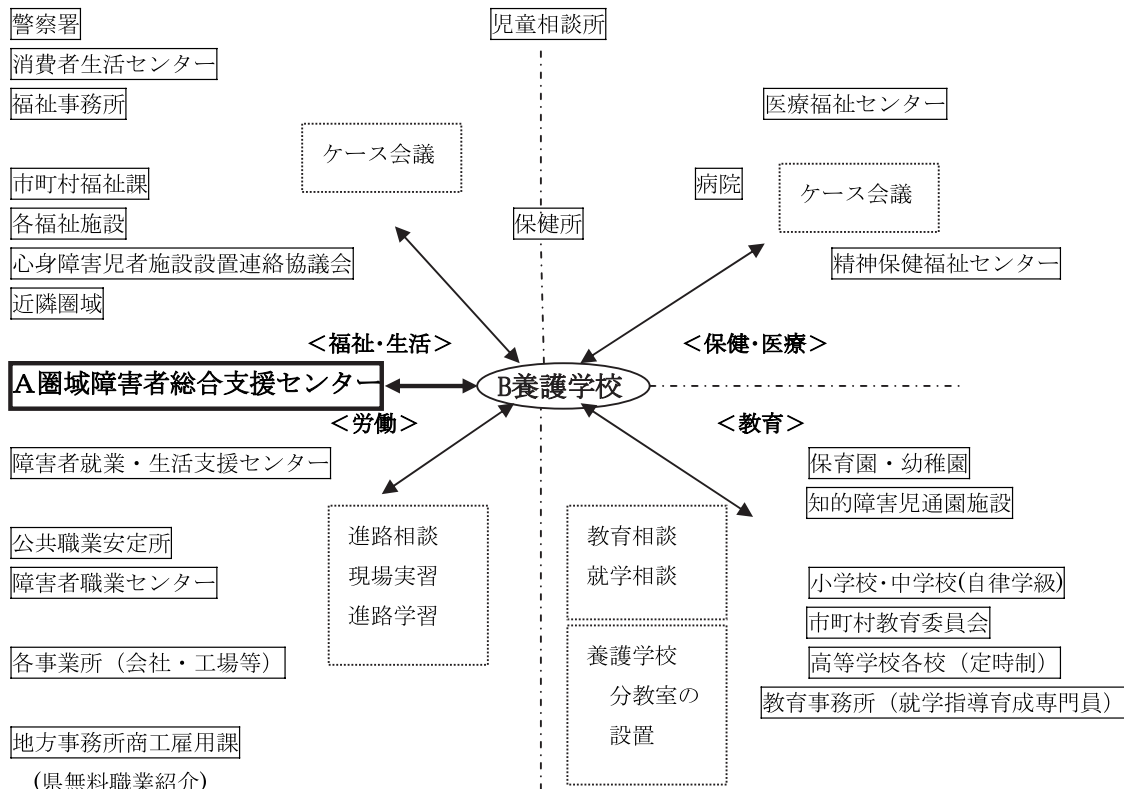 警察署
児童相談所
消費者生活センター
福祉事務所
医療福祉センター
ケース会議
市町村福祉課
病院
ケース会議
各福祉施設
保健所
心身障害児者施設設置連絡協議会
精神保健福祉センター
近隣圏域
＜福祉・生活＞
＜保健・医療＞
A圏域障害者総合支援センター
B養護学校
＜労働＞
＜教育＞
障害者就業・生活支援センター
保育園・幼稚園
知的障害児通園施設
進路相談
現場実習
進路学習
教育相談
就学相談
公共職業安定所
障害者職業センター
小学校・中学校(自律学級)
市町村教育委員会
各事業所（会社・工場等）
養護学校
分教室の
設置
高等学校各校（定時制）
教育事務所（就学指導育成専門員）
地方事務所商工雇用課
(県無料職業紹介)